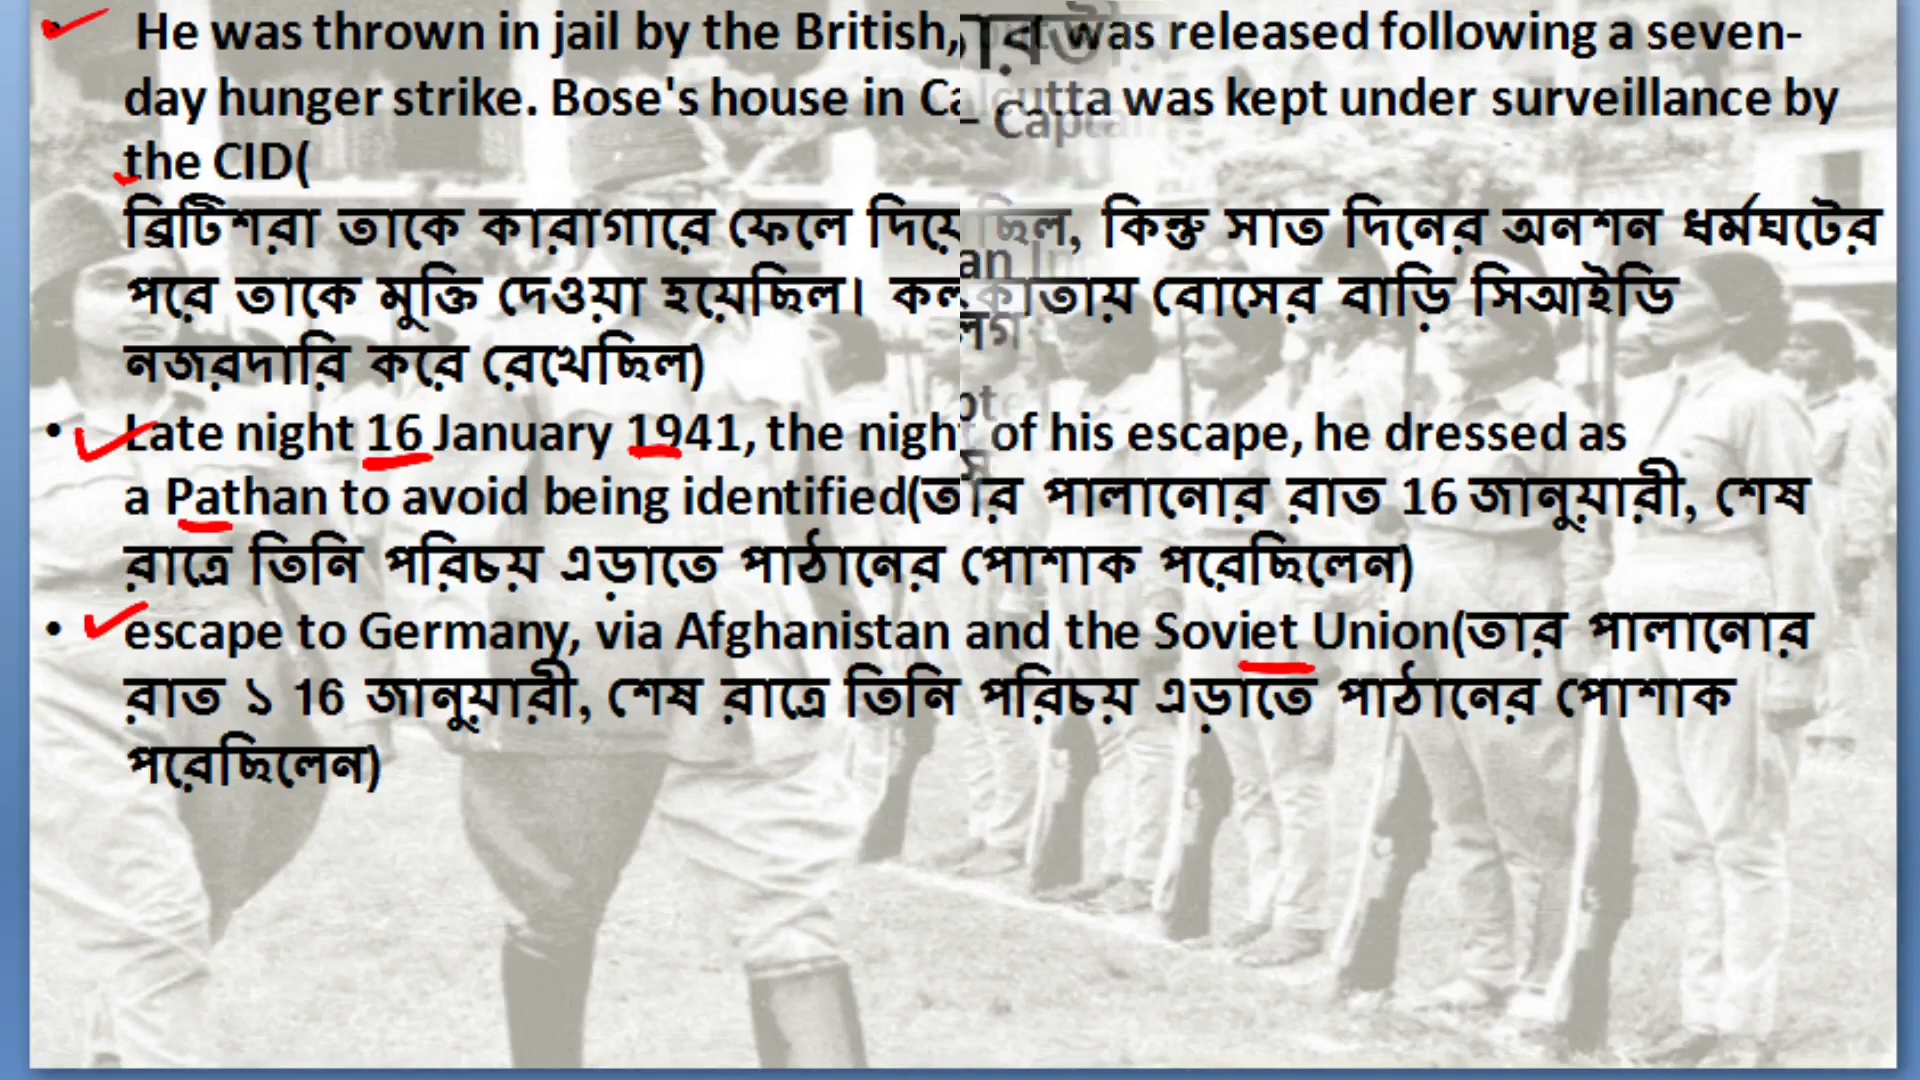 He was thrown in jail by the British, but was released following a seven-
day hunger strike. Bose's house in Calcutta was kept under surveillance by
the CID(
ব্রিটিশরা তাকে কারাগারে ফেলে দিয়েছিল, কিন্তু সাত দিনের অনশন ধর্মঘটের
পরে তাকে মুক্তি দেওয়া হয়েছিল। কলকাতায় বোসের বাড়ি সিআইডি
নজরদারি করে রেখেছিল)
• Late night 16 January 1941, the night of his escape, he dressed as
a Pathan to avoid being identified(তার পালানোর রাত 16 জানুয়ারী, শেষ
রাত্রে তিনি পরিচয় এড়াতে পাঠানের পোশাক পরেছিলেন)
• escape to Germany, via Afghanistan and the Soviet Union(তার পালানোর
রাত ১ 16 জানুয়ারী, শেষ রাত্রে তিনি পরিচয় এড়াতে পাঠানের পোশাক
পরেছিলেন)